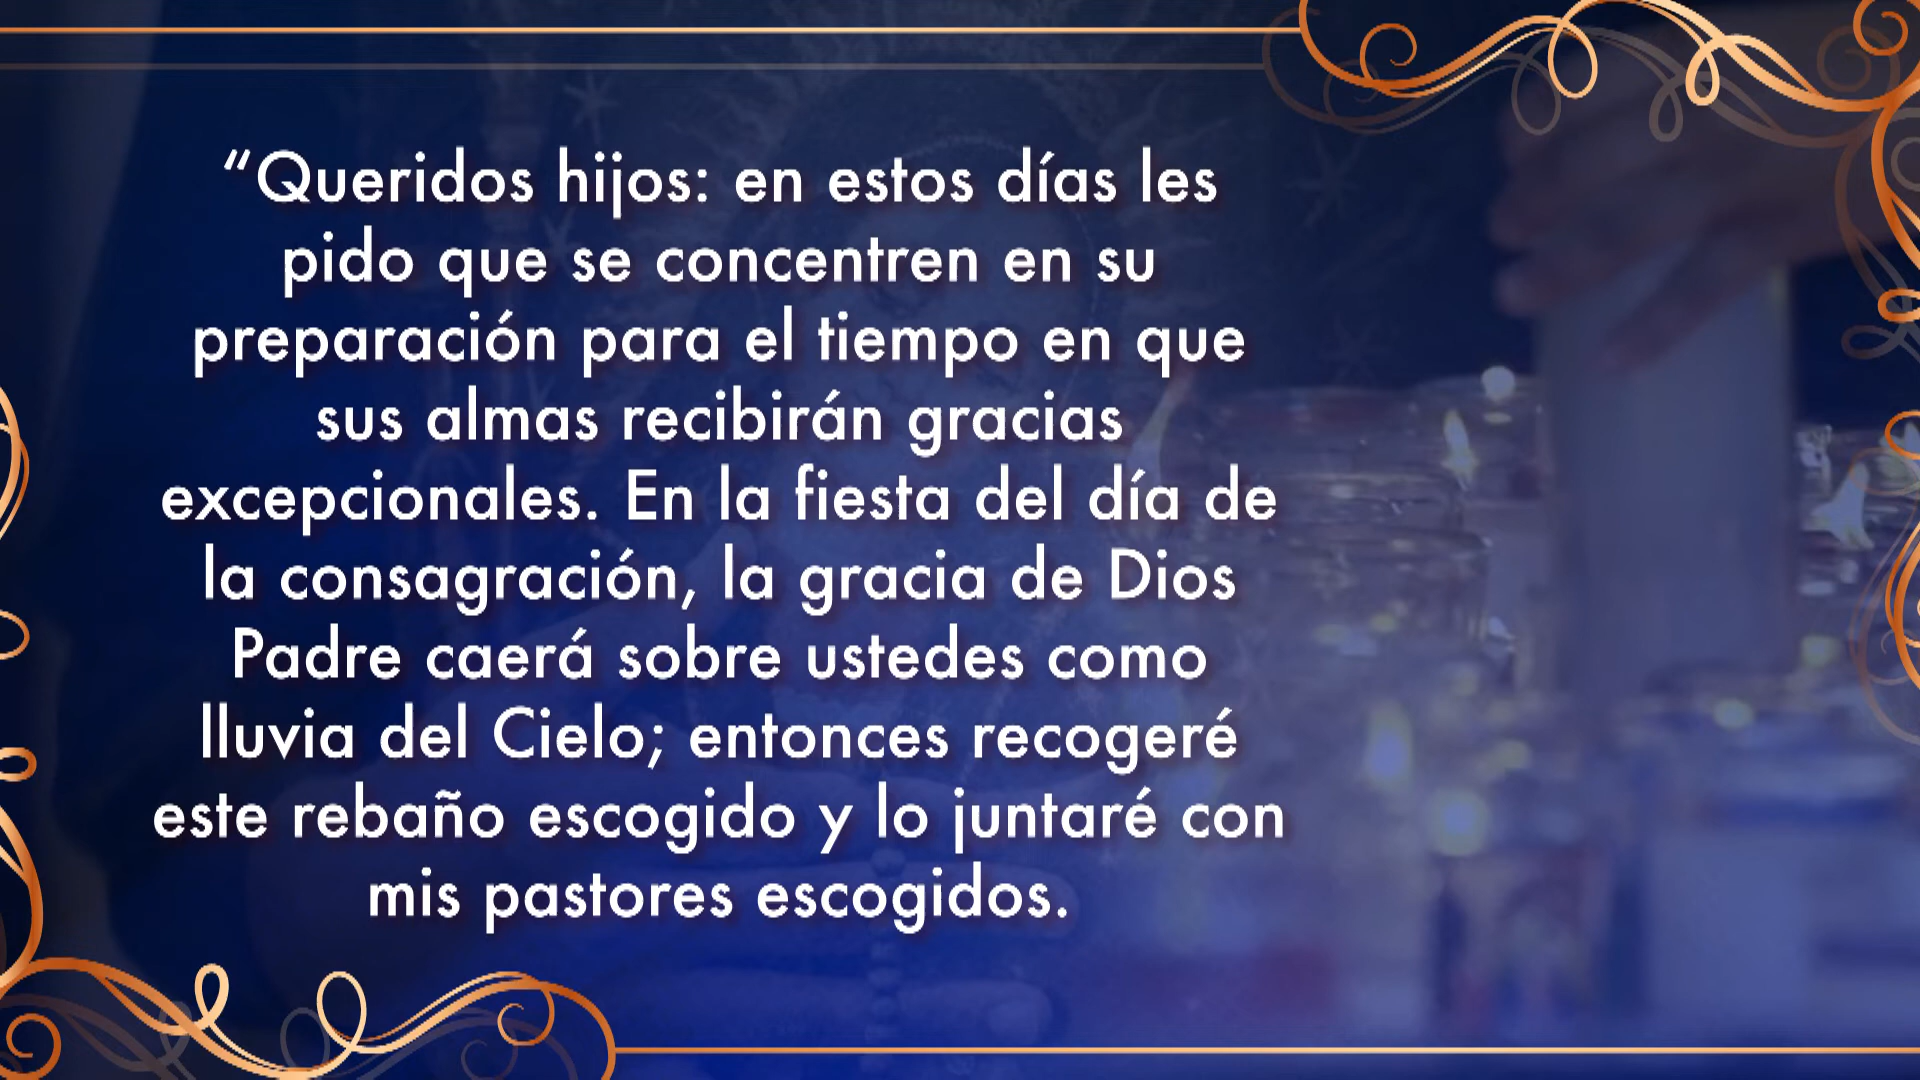 “Queridos hijos: en estos días les
pido que se concentren en su
preparación para el tiempo en que
sus almas recibirán gracias
excepcionales. En la fiesta del día de
la consagración, la gracia de Dios
Padre caerá sobre ustedes como
lluvia del Cielo; entonces recogeré
este rebaño escogido y lo juntaré con
mis pastores escogidos.